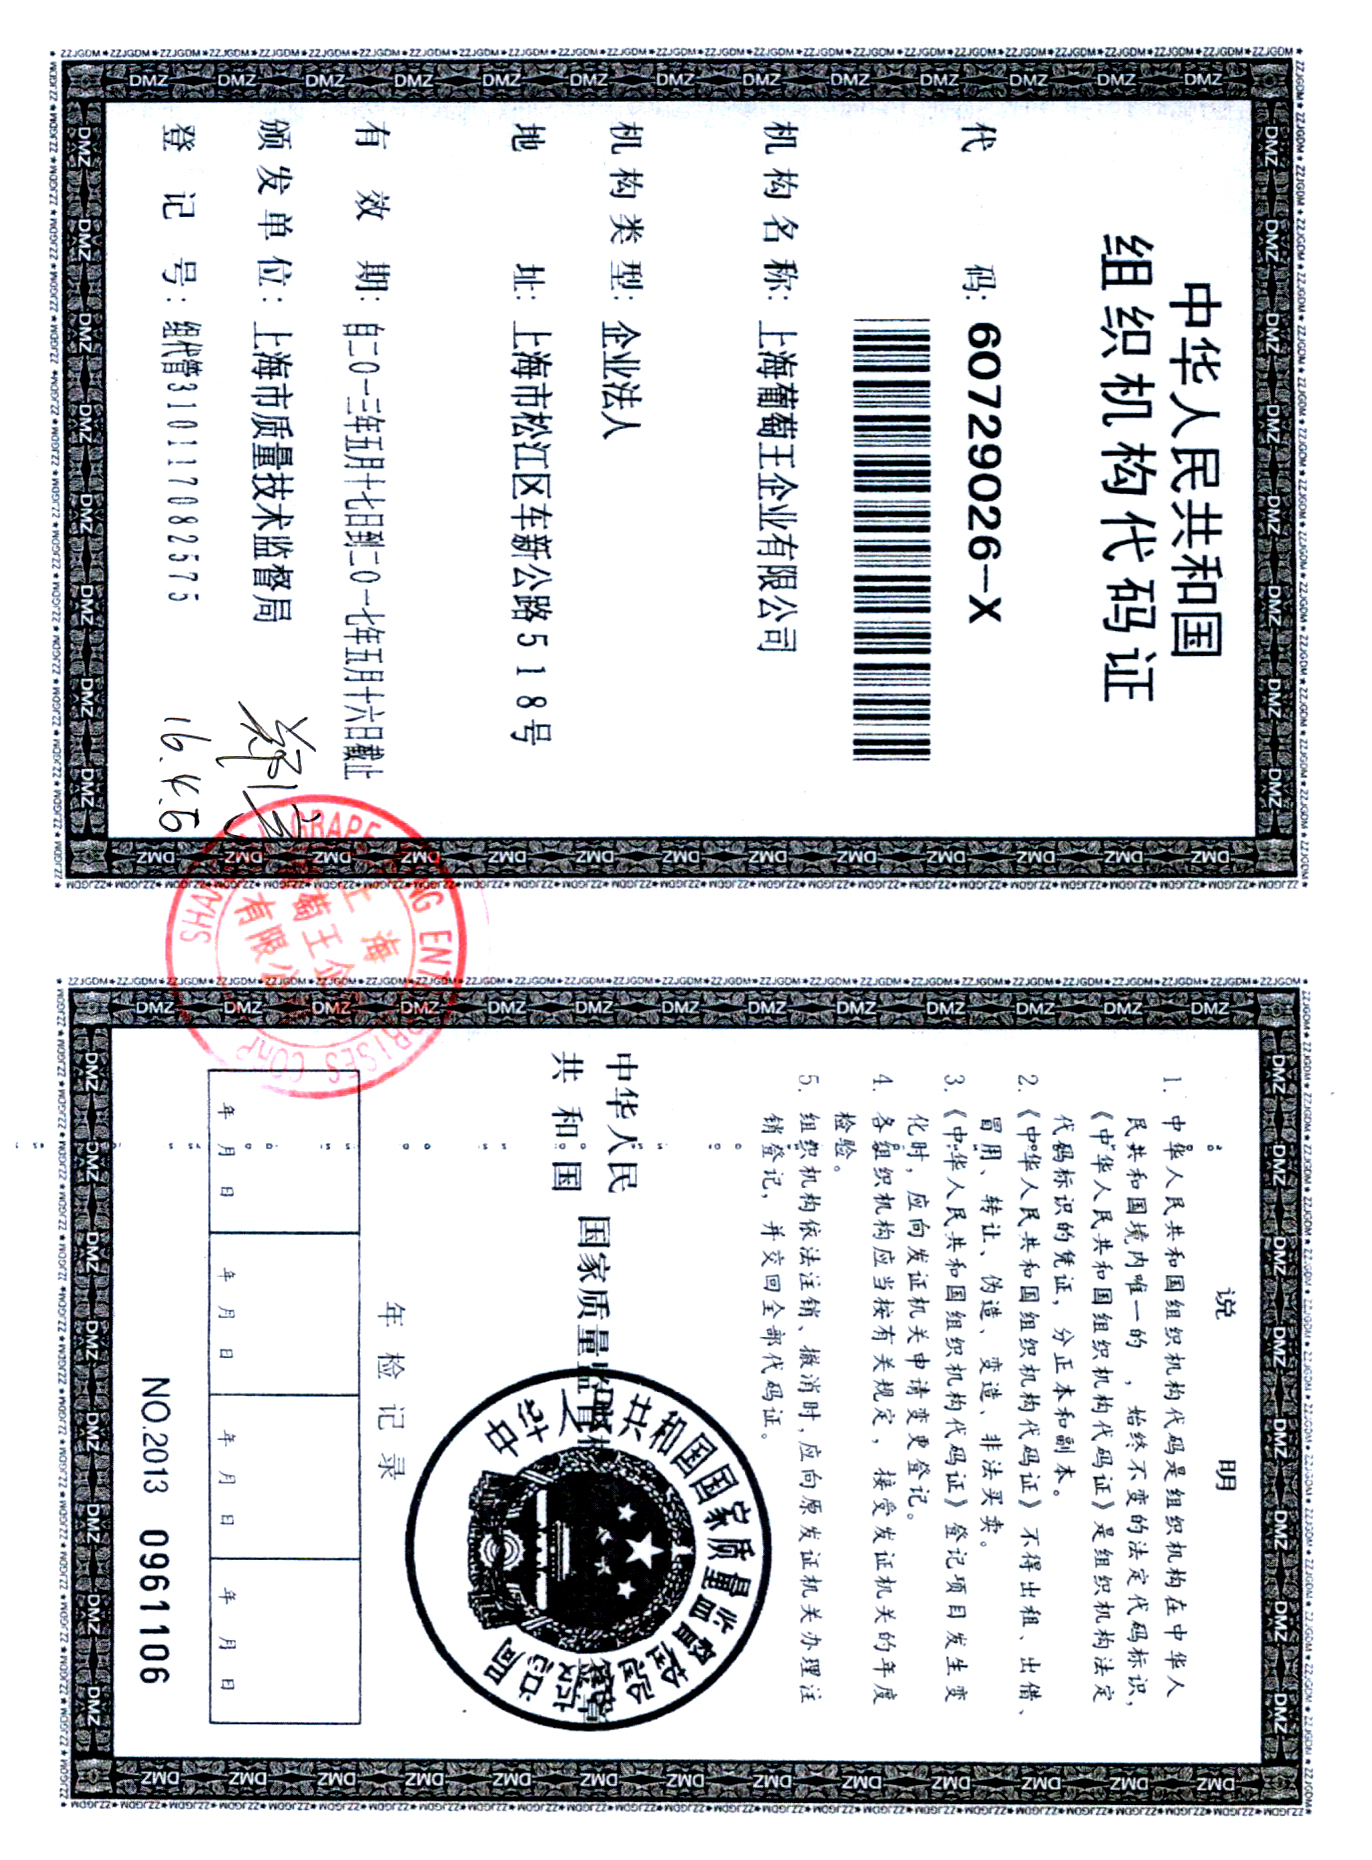 中华人民共和国
组织机构代码证
代 码: 60729026-X
机构名称: 上海葡萄王企业有限公司
机构类型: 企业法人
地 址: 上海市松江区车新公路518号
有 效 期: 自二0一三年五月十七日到二0一七年五月十六日截止
颁发单位: 上海市质量技术监督局
登 记 号: 组代管310117082575
16.4.6
上海
葡萄王企
有限公
说 明
1. 中华人民共和国组织机构代码是组织机构在中华人
民共和国境内唯一的 , 始终不变的法定代码标识,
《中华人民共和国组织机构代码证》是组织机构法定
代码标识的凭证, 分正本和副本。
2. 《中华人民共和国组织机构代码证》不得出租、出借、
冒用、转让、伪造、变造、非法买卖。
3. 《中华人民共和国组织机构代码证》登记项目发生变
化时, 应向发证机关申请变更登记。
4. 各组织机构应当按有关规定, 接受发证机关的年度
检验。
5. 组织机构依法注销、撤消时, 应向原发证机关办理注
销登记, 并交回全部代码证。
中华人民
共和国 国家质量监督检验检疫总局签章
中华人民共和国国家质量监督检验检疫总局
年检记录
年 月 日
年 月 日
年 月 日
年 月 日
NO.2013 0961106